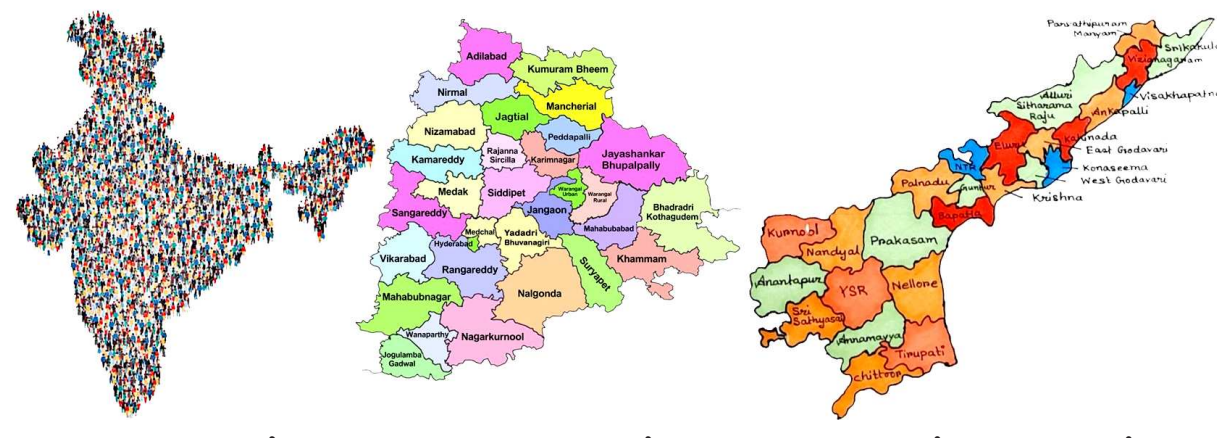 Adilabad
Kumuram Bheem
Nirmal
Mancherial
Jagtial
Nizamabad
Peddapalli
Kamareddy
Rajanna
Sircilla
Karimnagar
Jayashankar
Bhupalpally
Medak
Siddipet
Warangal
Urban
Warangal
Rural
Bhadradri
Kothagudem
Sangareddy
Jangaon
Mahabubabad
Medchal
Yadadri
Bhuvanagiri
Hyderabad
Vikarabad
Rangareddy
Suryapet
Khammam
Mahabubnagar
Nalgonda
Wanaparthy
Nagarkurnool
Jogulamba
Gadwal
Parvathipuram
Manyam
Srikakula
Vizianagaram
Visakhapatn
Alluri
Sitharama
Raju
Ankapalli
Kakinada
East Godavari
Eluru
NTR
Konaseema
West Godavari
Palnadu
Guntur
Krishna
Bapatla
Kurnool
Nandyal
Prakasam
Anantapur
YSR
Nellore
Sri
Sathyasai
Annamayya
Tirupati
Chittoor